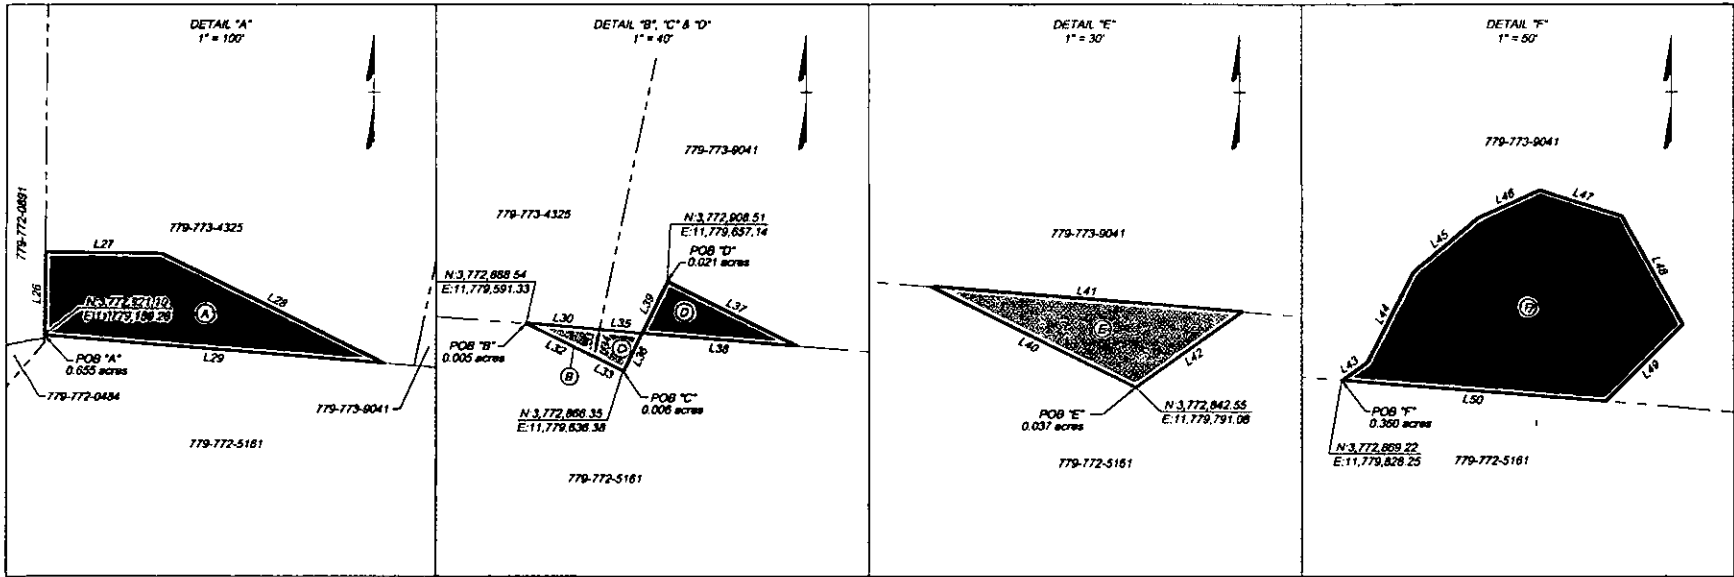 DETAIL "A"
1" = 100'
779-772-0891
779-773-4325
L27
L26
L28
A
L29
POB "A"
0.655 acres
779-772-0484
779-773-9041
779-772-5161
DETAIL "B", "C" & "D"
1" = 40'
779-773-9041
779-773-4325
N:3,772,908.51
E:11,779,657.14
POB "D"
0.021 acres
N:3,772,888.54
E:11,779,591.33
L30
L35
L39
D
L37
L38
POB "B"
0.005 acres
L32
C
L36
L33
B
POB "C"
0.006 acres
N:3,772,866.35
E:11,779,636.38
779-772-5161
DETAIL "E"
1" = 30'
779-773-9041
L41
E
L40
L42
POB "E"
0.037 acres
N:3,772,842.55
E:11,779,791.08
779-772-5161
DETAIL "F"
1" = 50'
779-773-9041
L46
L47
L45
L48
L44
L43
L49
L50
POB "F"
0.360 acres
N:3,772,869.22
E:11,779,828.25
779-772-5161